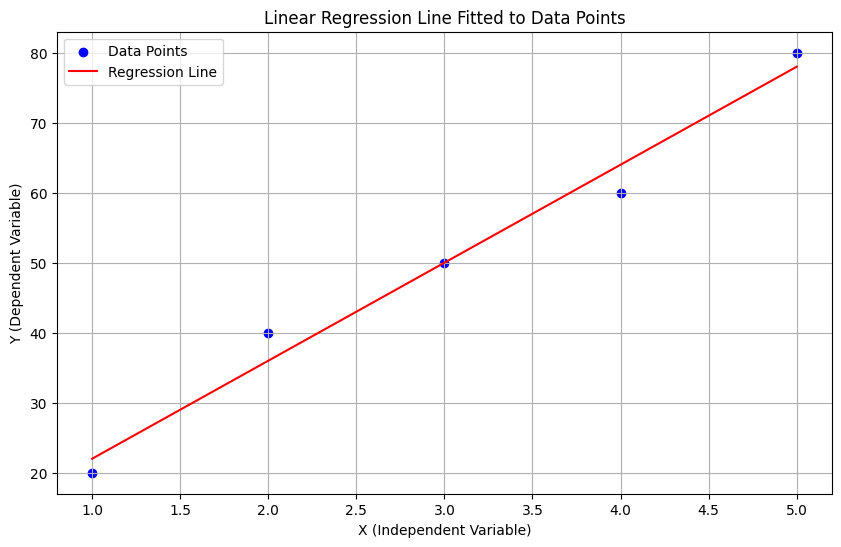 Linear Regression Line Fitted to Data Points
Data Points
Regression Line
80
70
60
50
40
30
20
Y (Dependent Variable)
1.0 1.5 2.0 2.5 3.0 3.5 4.0 4.5 5.0
X (Independent Variable)